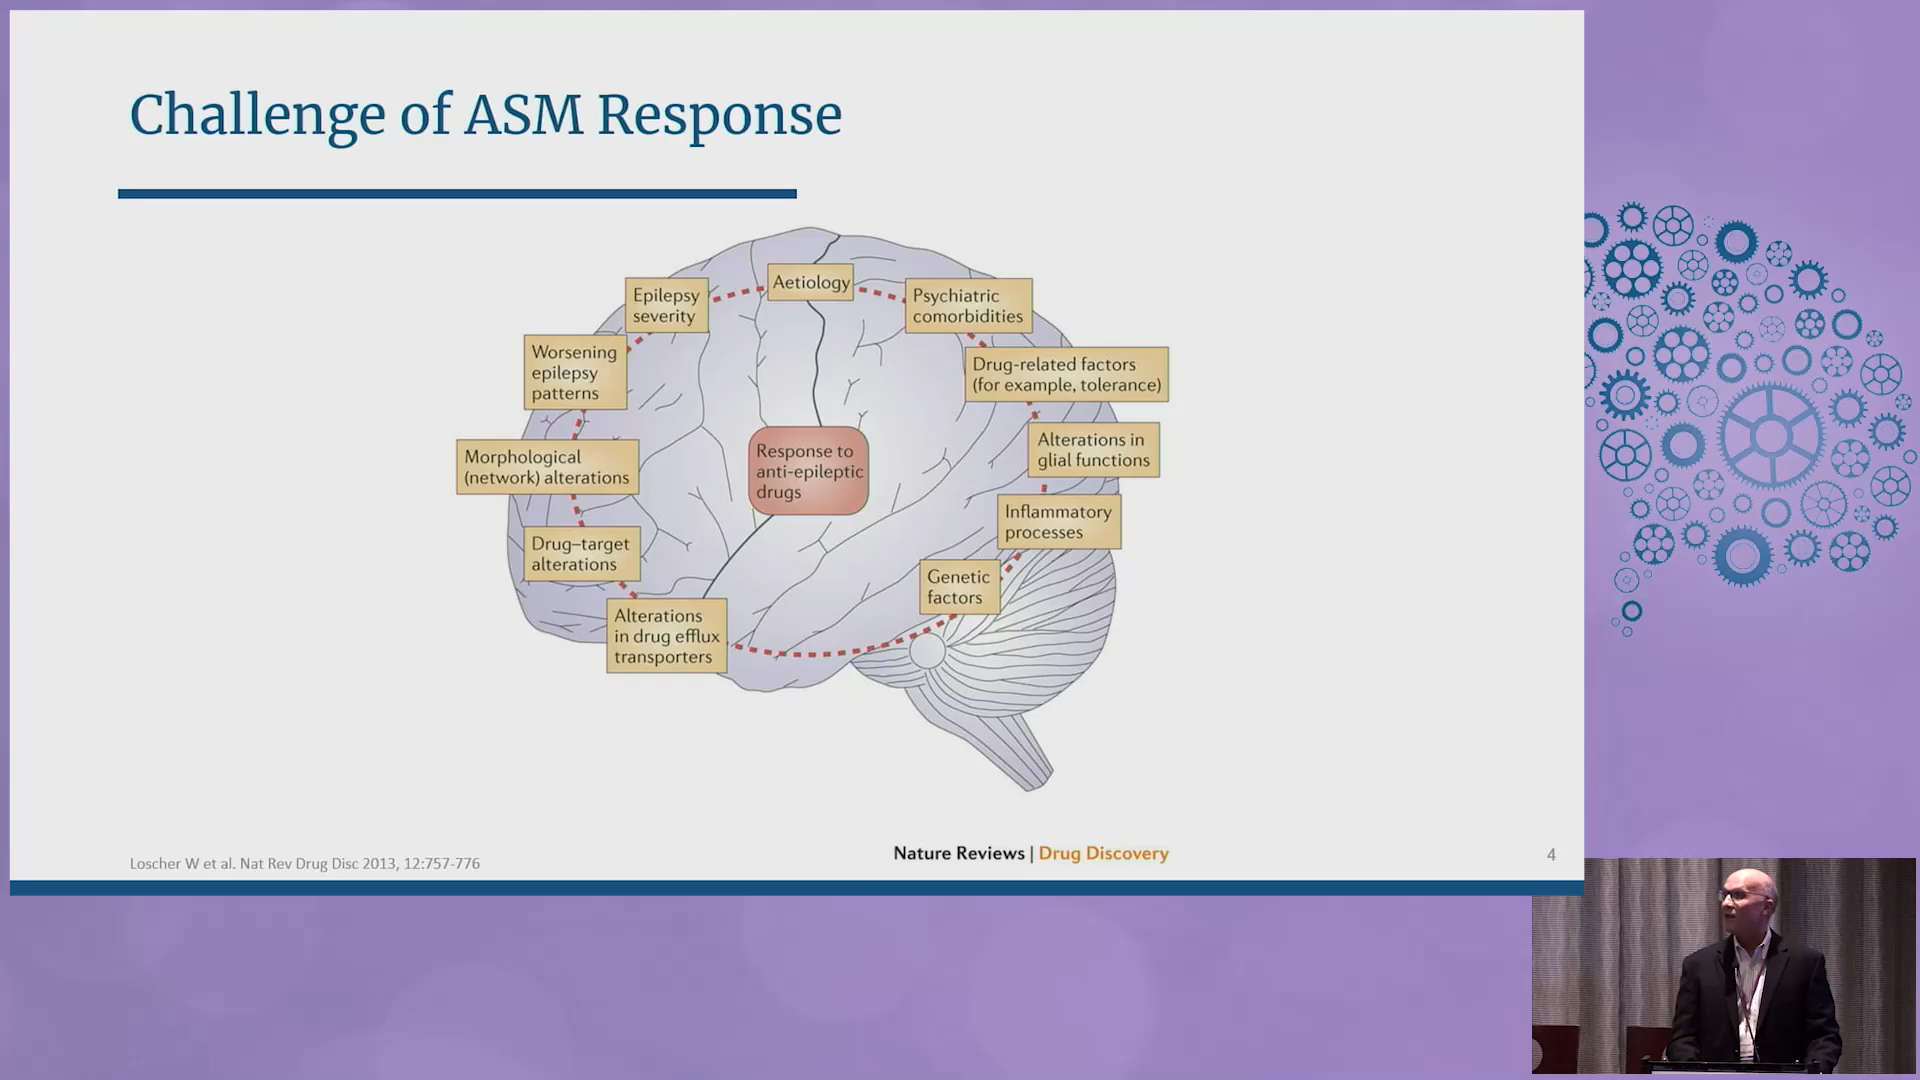 Challenge of ASM Response
Aetiology
Epilepsy
severity
Psychiatric
comorbidities
Worsening
epilepsy
patterns
Drug-related factors
(for example, tolerance)
Morphological
(network) alterations
Response to
anti-epileptic
drugs
Alterations in
glial functions
Inflammatory
processes
Drug–target
alterations
Genetic
factors
Alterations
in drug efflux
transporters
Nature Reviews | Drug Discovery
Loscher W et al. Nat Rev Drug Disc 2013, 12:757-776
4